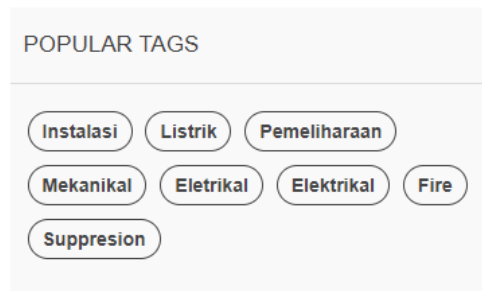 POPULAR TAGS
Instalasi Listrik Pemeliharaan
Mekanikal Eletrikal Elektrikal Fire
Suppresion